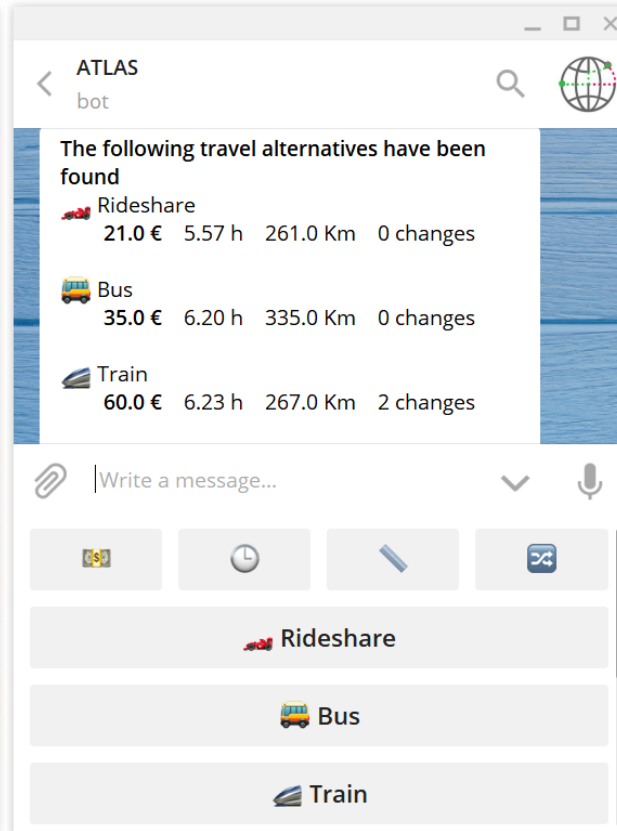 ATLAS
bot
The following travel alternatives have been
found
Rideshare
21.0 € 5.57 h 261.0 Km 0 changes
Bus
35.0 € 6.20 h 335.0 Km 0 changes
Train
60.0 € 6.23 h 267.0 Km 2 changes
Write a message...
Rideshare
Bus
Train